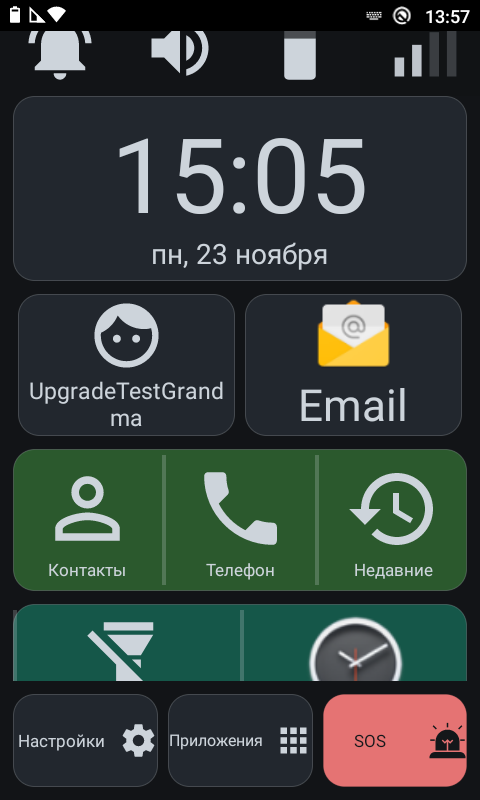 13:57
15:05
пн, 23 ноября
UpgradeTestGrand
ma
@
Email
Контакты
Телефон
Недавние
Настройки
Приложения
SOS